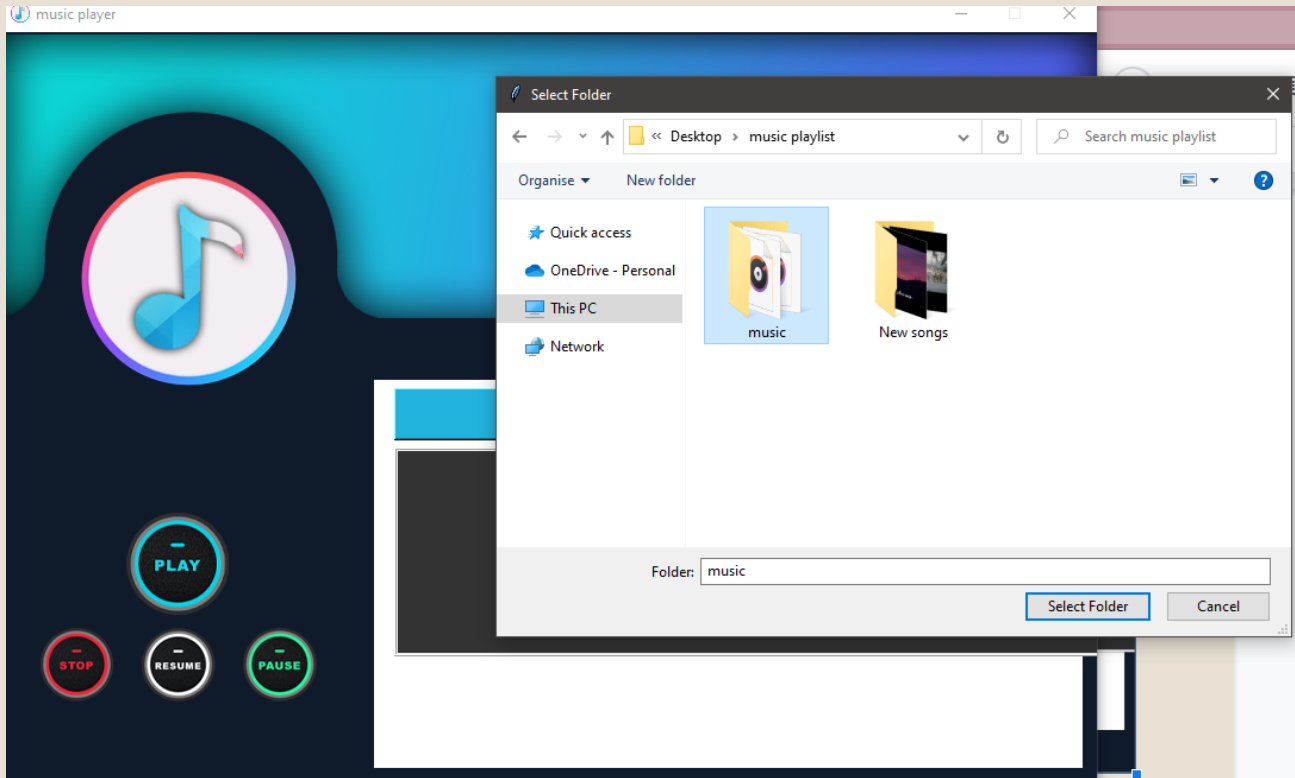 music player
Select Folder
« Desktop > music playlist
Search music playlist
Organise
New folder
?
Quick access
OneDrive - Personal
This PC
Network
music
New songs
PLAY
Folder: music
Select Folder
Cancel
STOP
RESUME
PAUSE